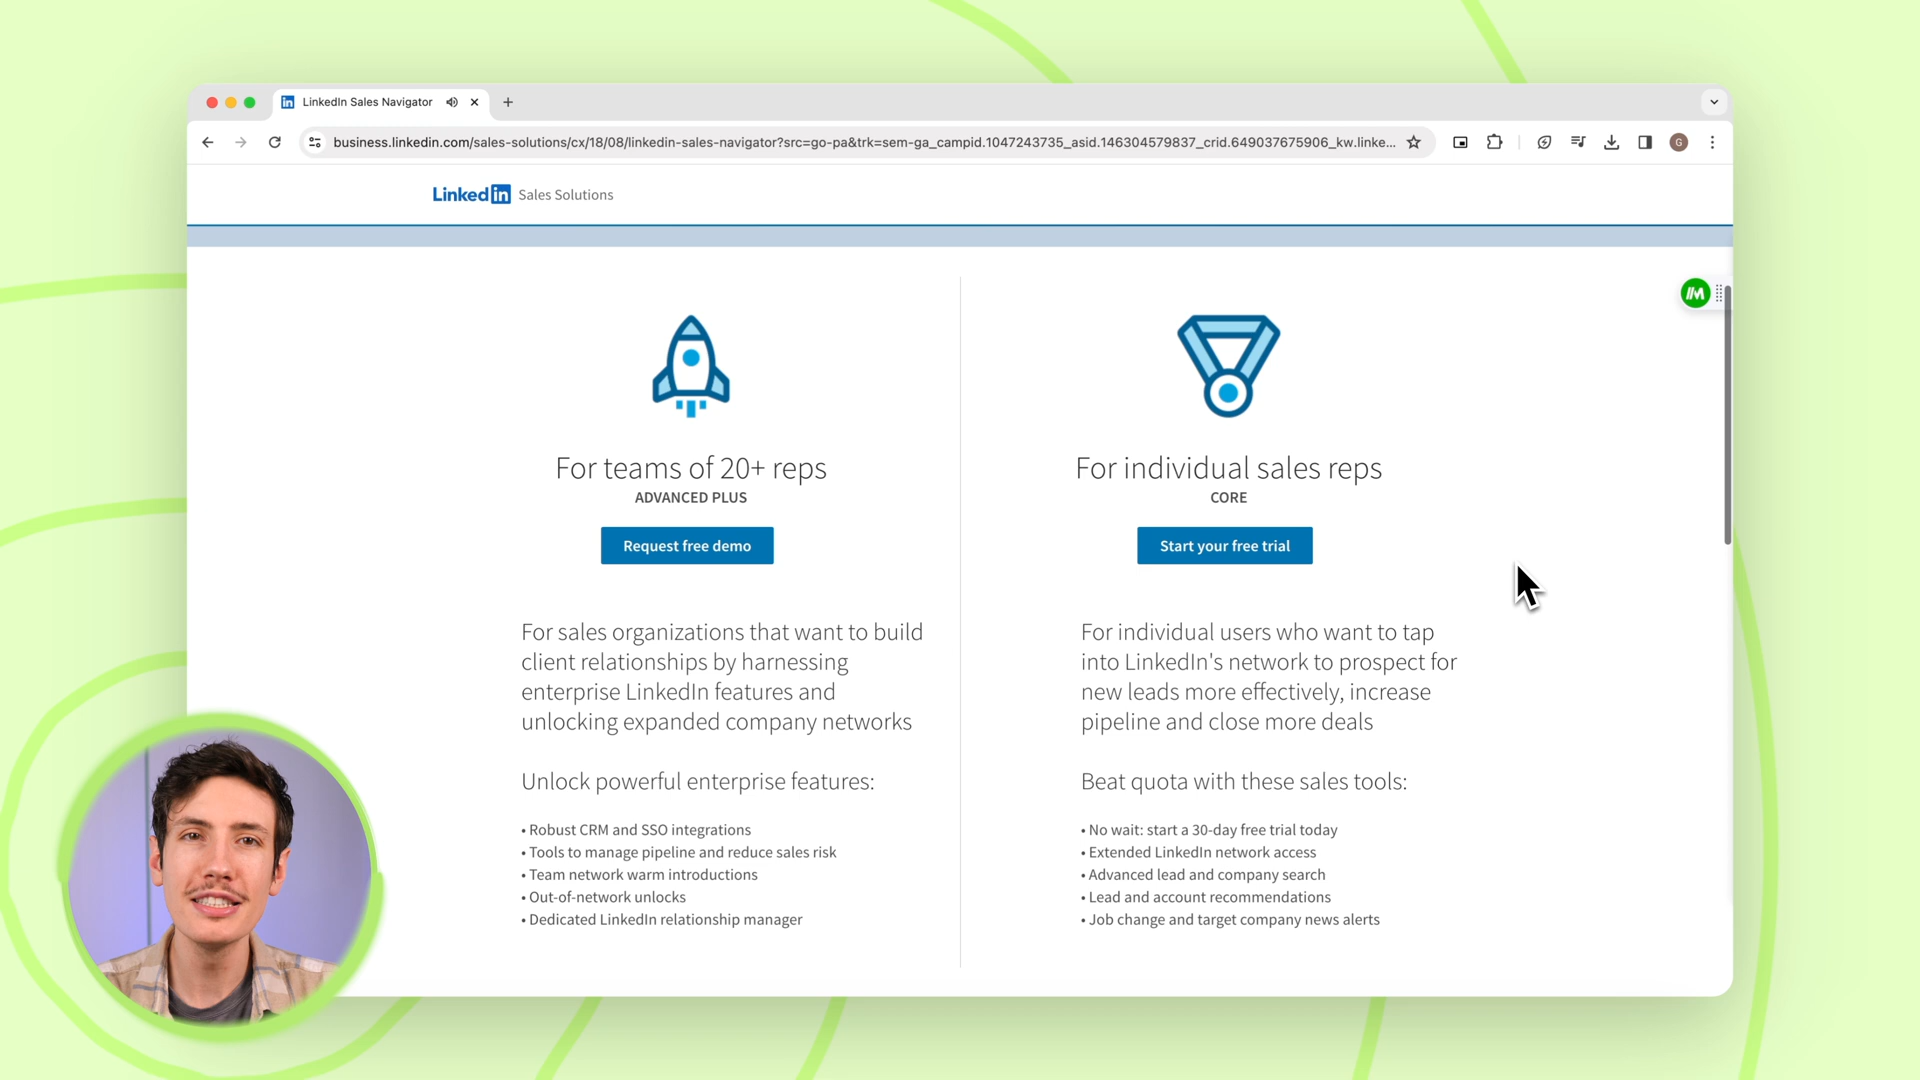 LinkedIn Sales Navigator
business.linkedin.com/sales-solutions/cx/18/08/linkedin-sales-navigator?src=go-pa&trk=sem-ga_campid.1047243735_asid.146304579837_crid.649037675906_kw.linke...
G
Linked in Sales Solutions
For teams of 20+ reps
ADVANCED PLUS
Request free demo
For sales organizations that want to build
client relationships by harnessing
enterprise LinkedIn features and
unlocking expanded company networks
Unlock powerful enterprise features:
• Robust CRM and SSO integrations
• Tools to manage pipeline and reduce sales risk
• Team network warm introductions
• Out-of-network unlocks
• Dedicated LinkedIn relationship manager
For individual sales reps
CORE
Start your free trial
For individual users who want to tap
into LinkedIn's network to prospect for
new leads more effectively, increase
pipeline and close more deals
Beat quota with these sales tools:
• No wait: start a 30-day free trial today
• Extended LinkedIn network access
• Advanced lead and company search
• Lead and account recommendations
• Job change and target company news alerts